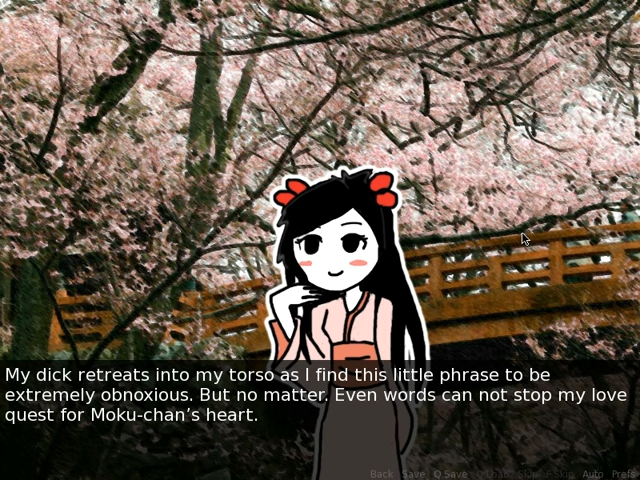 My dick retreats into my torso as I find this little phrase to be
extremely obnoxious. But no matter. Even words can not stop my love
quest for Moku-chan’s heart.
Back Save Q.Save Skip Auto Prefs